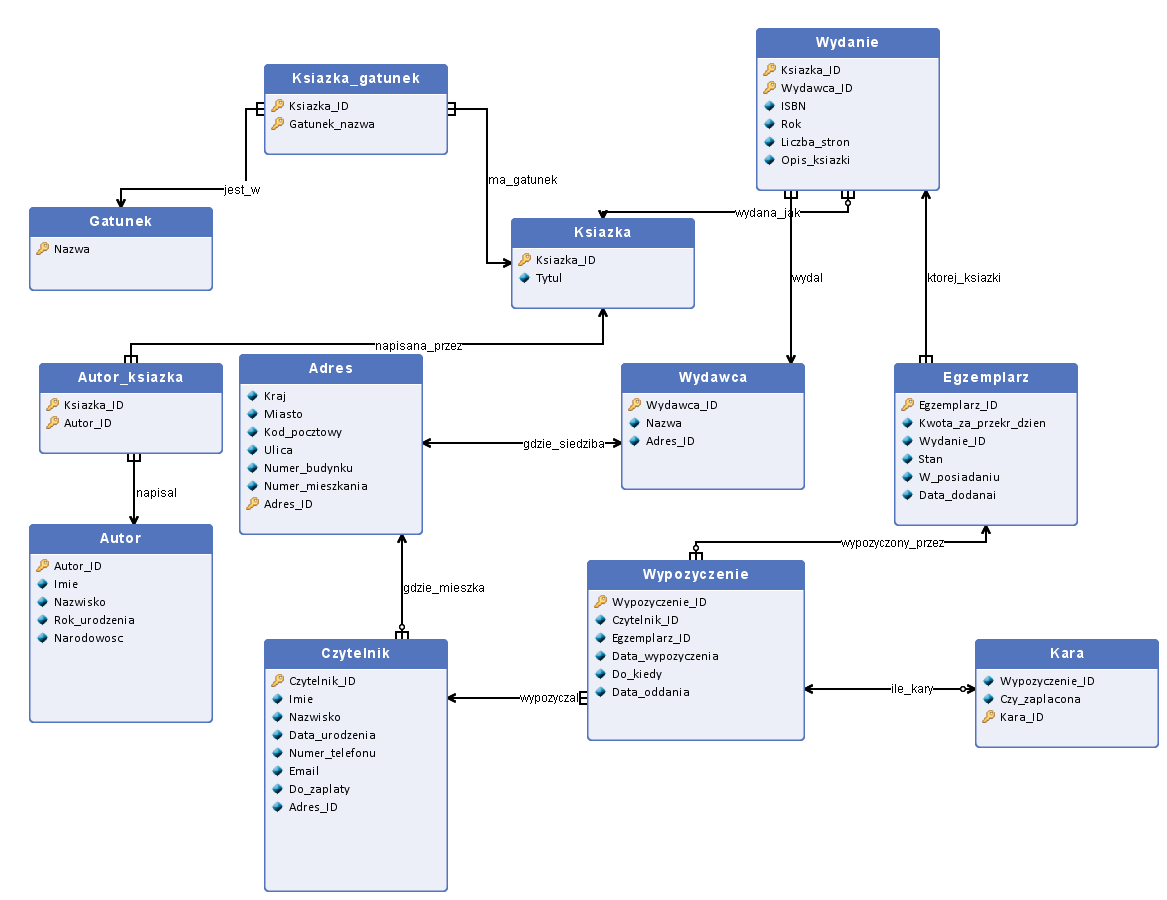 Wydanie
Ksiazka_ID
Wydawca_ID
ISBN
Rok
Liczba_stron
Opis_ksiazki
Ksiazka_gatunek
Ksiazka_ID
Gatunek_nazwa
jest_w
ma_gatunek
Gatunek
Nazwa
Ksiazka
Ksiazka_ID
Tytul
wydana_jak
wydal
ktorej_ksiazki
napisana_przez
Autor_ksiazka
Ksiazka_ID
Autor_ID
Adres
Kraj
Miasto
Kod_pocztowy
Ulica
Numer_budynku
Numer_mieszkania
Adres_ID
gdzie_siedziba
Wydawca
Wydawca_ID
Nazwa
Adres_ID
Egzemplarz
Egzemplarz_ID
Kwota_za_przekr_dzien
Wydanie_ID
Stan
W_posiadaniu
Data_dodanai
napisal
Autor
Autor_ID
Imie
Nazwisko
Rok_urodzenia
Narodowosc
gdzie_mieszka
wypozyczony_przez
Wypozyczenie
Wypozyczenie_ID
Czytelnik_ID
Egzemplarz_ID
Data_wypozyczenia
Do_kiedy
Data_oddania
Czytelnik
Czytelnik_ID
Imie
Nazwisko
Data_urodzenia
Numer_telefonu
Email
Do_zaplaty
Adres_ID
wypozyczal
ile_kary
Kara
Wypozyczenie_ID
Czy_zaplacona
Kara_ID